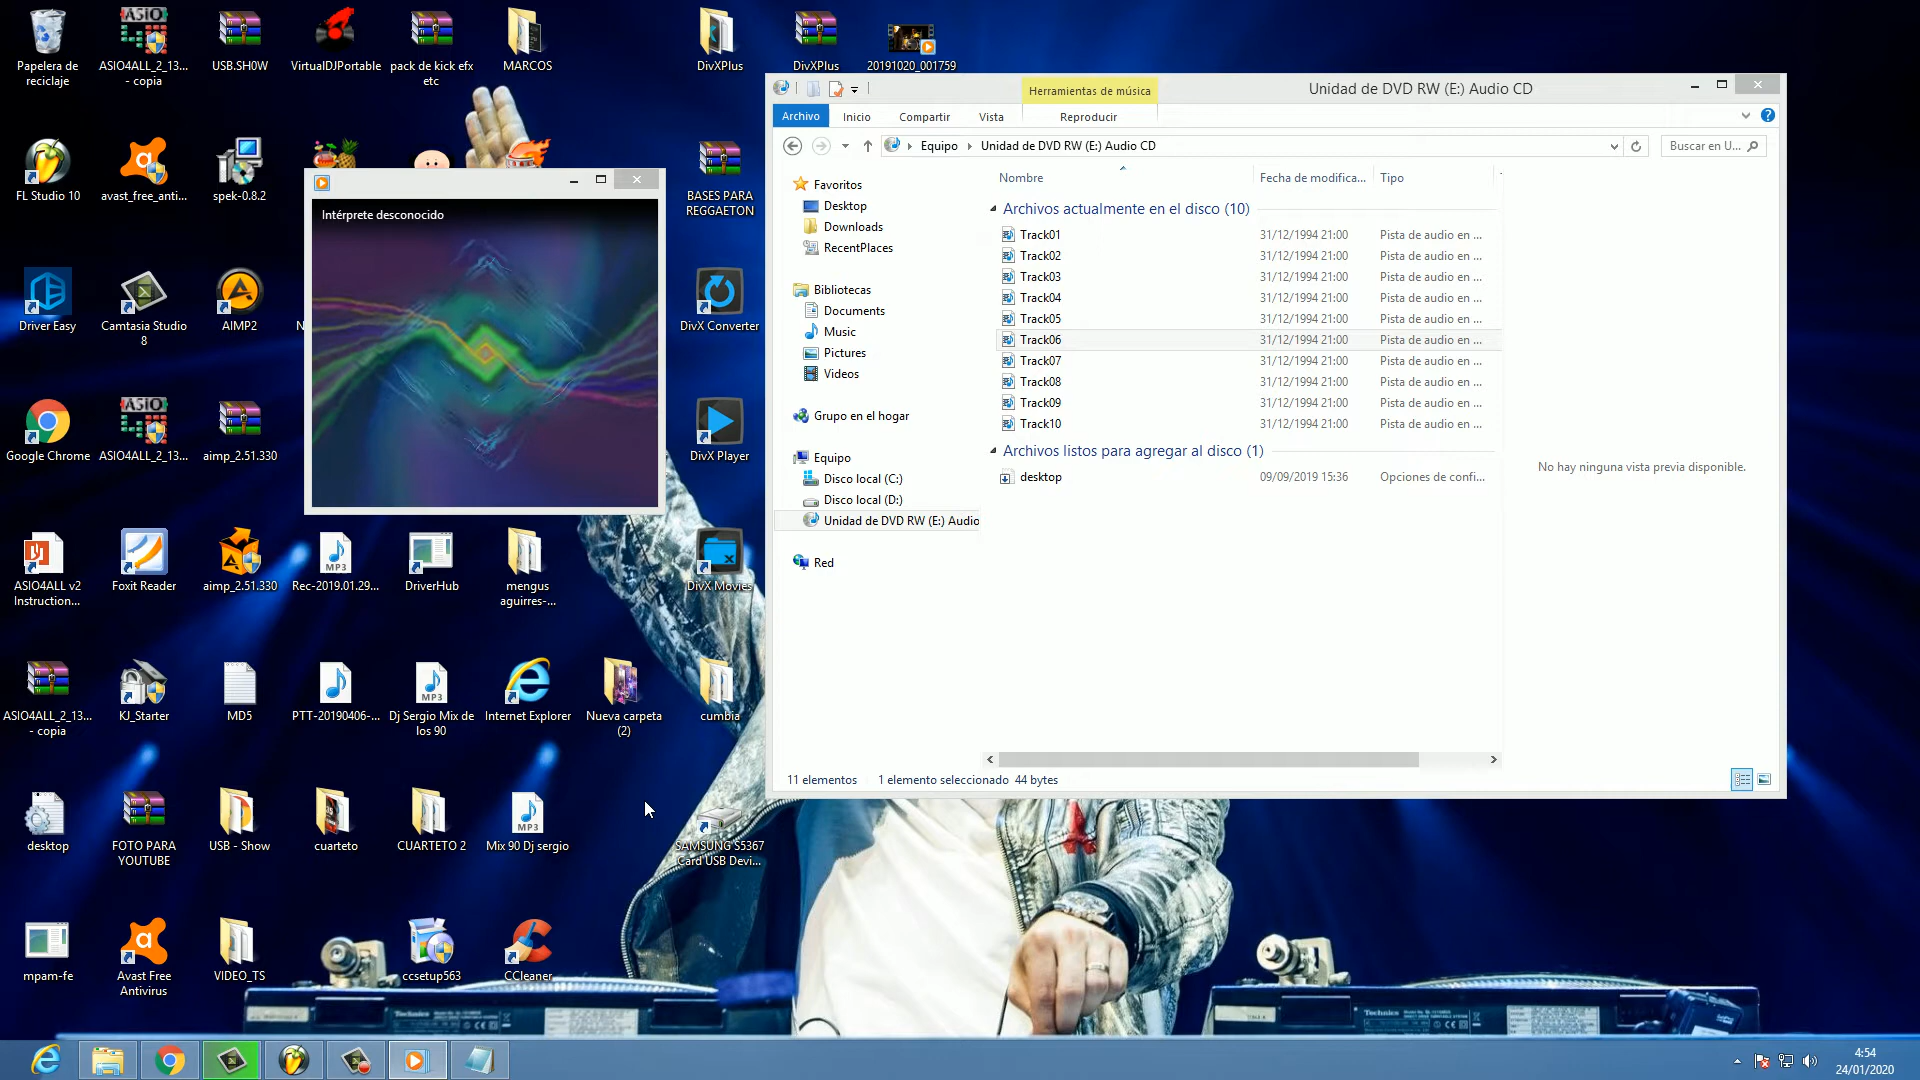 Papelera de
reciclaje
ASIO4ALL_2_13...
- copia
USB.SH0W
VirtualDJPortable
pack de kick efx
etc
MARCOS
DivXPlus
DivXPlus
20191020_001759
FL Studio 10
avast_free_anti...
spek-0.8.2
BASES PARA
REGGAETON
Driver Easy
Camtasia Studio
8
AIMP2
N
DivX Converter
Google Chrome
ASIO4ALL_2_13...
aimp_2.51.330
DivX Player
ASIO4ALL v2
Instruction...
Foxit Reader
aimp_2.51.330
MP3
Rec-2019.01.29...
DriverHub
mengus
aguirres-...
DivX Movies
ASIO4ALL_2_13...
- copia
KJ_Starter
MD5
PTT-20190406-...
MP3
Dj Sergio Mix de
los 90
Internet Explorer
Nueva carpeta
(2)
cumbia
desktop
FOTO PARA
YOUTUBE
USB - Show
cuarteto
CUARTETO 2
MP3
Mix 90 Dj sergio
SAMSUNG S5367
Card USB Devi...
mpam-fe
Avast Free
Antivirus
VIDEO_TS
ccsetup563
CCleaner
Intérprete desconocido
Herramientas de música
Unidad de DVD RW (E:) Audio CD
Archivo
Inicio
Compartir
Vista
Reproducir
Equipo
Unidad de DVD RW (E:) Audio CD
Buscar en U...
Favoritos
Desktop
Downloads
RecentPlaces
Bibliotecas
Documents
Music
Pictures
Videos
Grupo en el hogar
Equipo
Disco local (C:)
Disco local (D:)
Unidad de DVD RW (E:) Audio
Red
Nombre
Fecha de modifica...
Tipo
Archivos actualmente en el disco (10)
Track01 31/12/1994 21:00 Pista de audio en ...
Track02 31/12/1994 21:00 Pista de audio en ...
Track03 31/12/1994 21:00 Pista de audio en ...
Track04 31/12/1994 21:00 Pista de audio en ...
Track05 31/12/1994 21:00 Pista de audio en ...
Track06 31/12/1994 21:00 Pista de audio en ...
Track07 31/12/1994 21:00 Pista de audio en ...
Track08 31/12/1994 21:00 Pista de audio en ...
Track09 31/12/1994 21:00 Pista de audio en ...
Track10 31/12/1994 21:00 Pista de audio en ...
Archivos listos para agregar al disco (1)
desktop 09/09/2019 15:36 Opciones de confi...
No hay ninguna vista previa disponible.
11 elementos 1 elemento seleccionado 44 bytes
Technics
Technics
4:54
24/01/2020